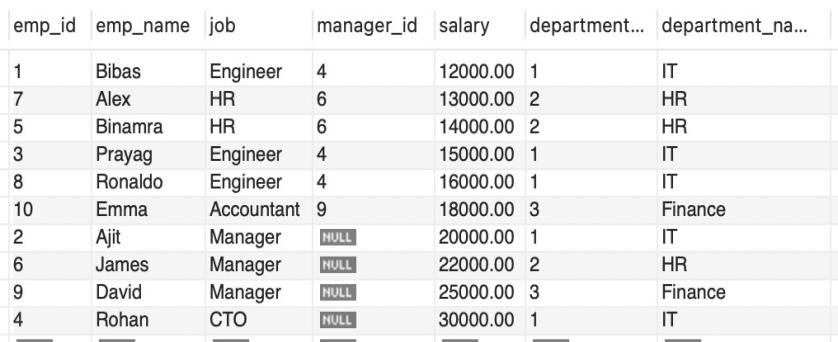 emp_id emp_name job manager_id salary department... department_na...
1 Bibas Engineer 4 12000.00 1 IT
7 Alex HR 6 13000.00 2 HR
5 Binamra HR 6 14000.00 2 HR
3 Prayag Engineer 4 15000.00 1 IT
8 Ronaldo Engineer 4 16000.00 1 IT
10 Emma Accountant 9 18000.00 3 Finance
2 Ajit Manager NULL 20000.00 1 IT
6 James Manager NULL 22000.00 2 HR
9 David Manager NULL 25000.00 3 Finance
4 Rohan CTO NULL 30000.00 1 IT